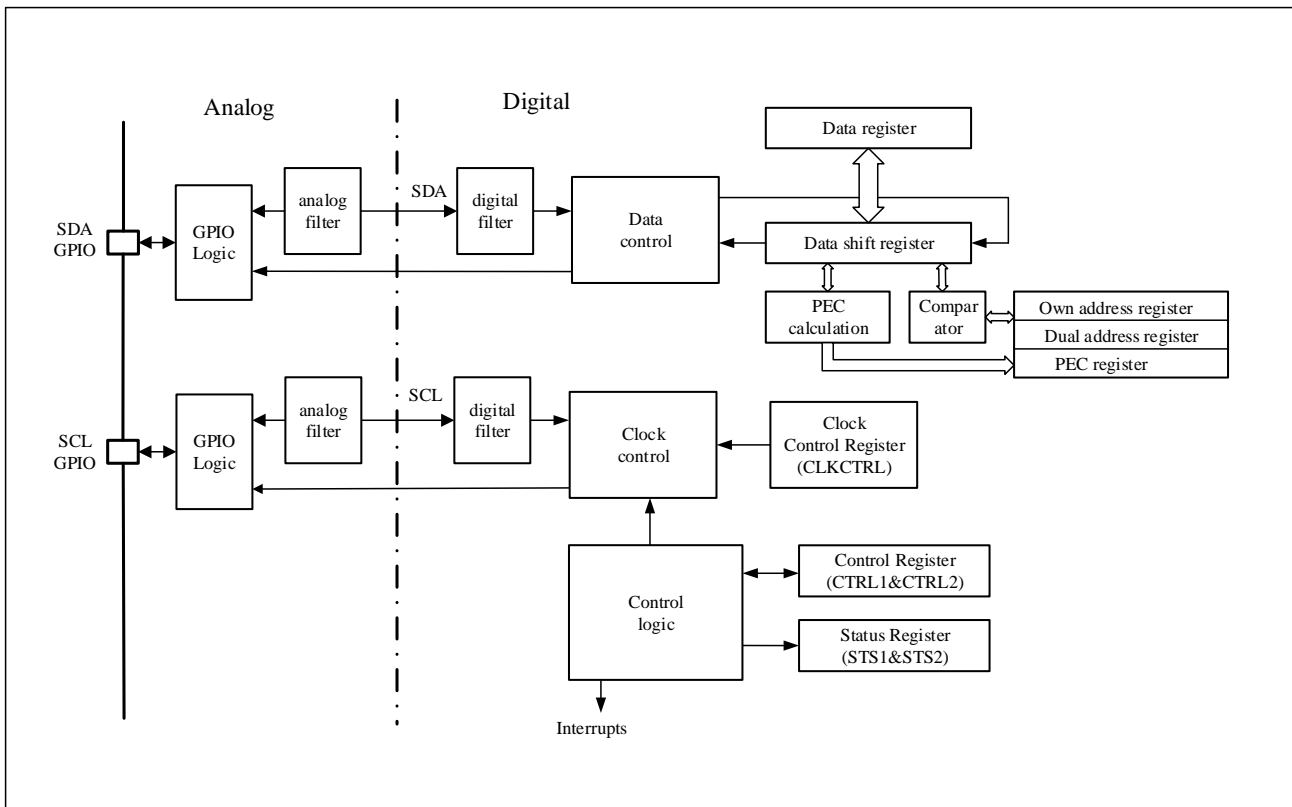 Analog
Digital
Data register
SDA
GPIO
GPIO
Logic
analog
filter
SDA
digital
filter
Data
control
Data shift register
PEC
calculation
Compar
ator
Own address register
Dual address register
PEC register
SCL
GPIO
GPIO
Logic
analog
filter
SCL
digital
filter
Clock
control
Clock
Control Register
(CLKCTRL)
Control
logic
Control Register
(CTRL1&CTRL2)
Status Register
(STS1&STS2)
Interrupts